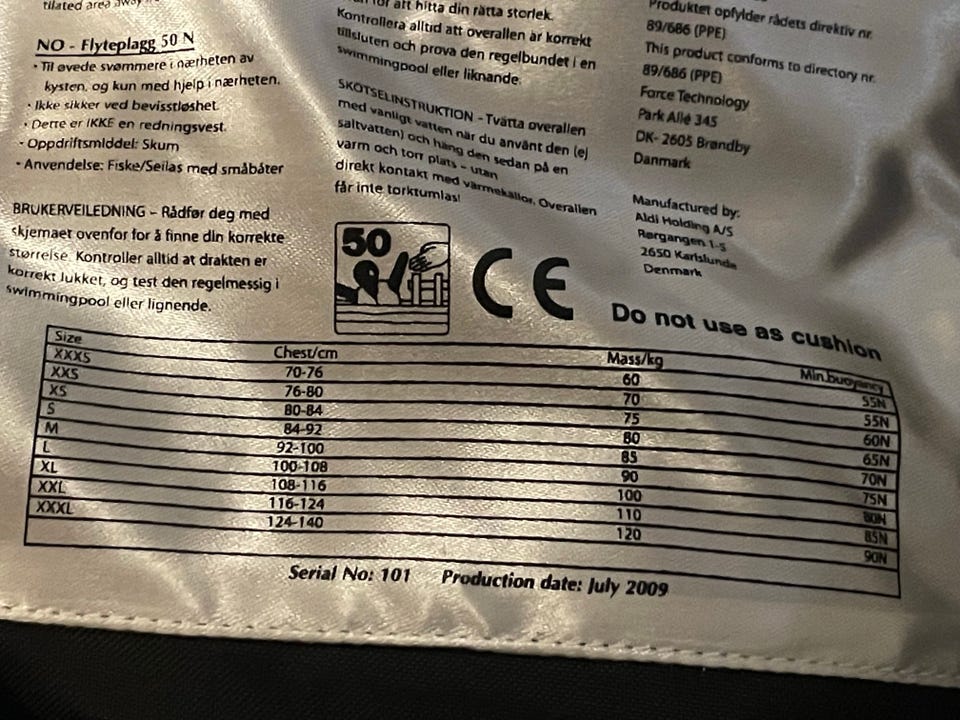 tilated area away
NO - Flyteplagg 50 N
• Til øvede svømmere i nærheten av
kysten, og kun med hjelp i nærheten.
• Ikke sikker ved bevisstløshet.
• Dette er IKKE en redningsvest.
• Oppdriftsmiddel: Skum
• Anvendelse: Fiske/Seilas med småbåter
BRUKERVEILEDNING – Rådfør deg med
skjemaet ovenfor for å finne din korrekte
størrelse. Kontroller alltid at drakten er
korrekt lukket, og test den regelmessig i
swimmingpool eller lignende.
för att hitta din rätta storlek.
Kontrollera alltid att overallen är korrekt
tillsluten och prova den regelbundet i en
swimmingpool eller liknande.
SKÖTSELINSTRUKTION – Tvätta overallen
med vanligt vatten när du använt den (ej
saltvatten) och häng den sedan på en
varm och torr plats – utan
direkt kontakt med värmekällor. Overallen
får inte torktumlas!
Produktet opfylder rådets direktiv nr.
89/686 (PPE)
This product conforms to directory nr.
89/686 (PPE)
Force Technology
Park Allé 345
DK- 2605 Brøndby
Danmark
Manufactured by:
Aldi Holding A/S
Rørgangen 1-5
2650 Karlslunde
Denmark
50
CE
Do not use as cushion
Size Chest/cm Mass/kg Min.buoyancy
XXXS 70-76 60 55N
XXS 76-80 70 55N
XS 80-84 75 60N
S 84-92 80 65N
M 92-100 85 70N
L 100-108 90 75N
XL 108-116 100 80N
XXL 116-124 110 85N
XXXL 124-140 120 90N
Serial No: 101 Production date: July 2009